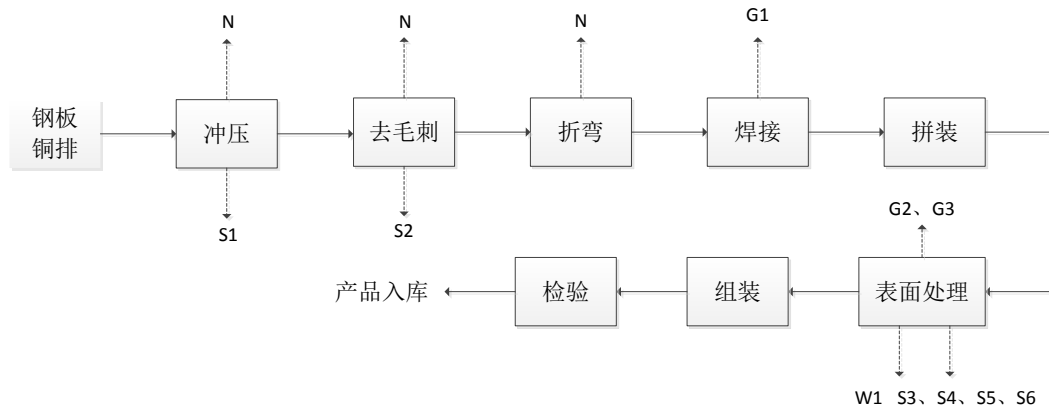 N
N
N
G1
钢板
铜排
冲压
去毛刺
折弯
焊接
拼装
S1
S2
G2、G3
产品入库
检验
组装
表面处理
W1 S3、S4、S5、S6